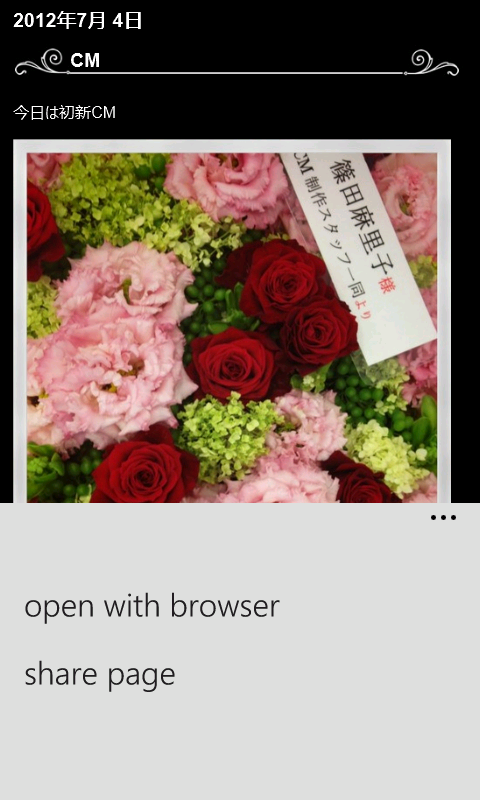 2012年7月 4日
CM
今日は初新CM
篠田麻里子様
CM 制作スタッフ一同より
open with browser
share page